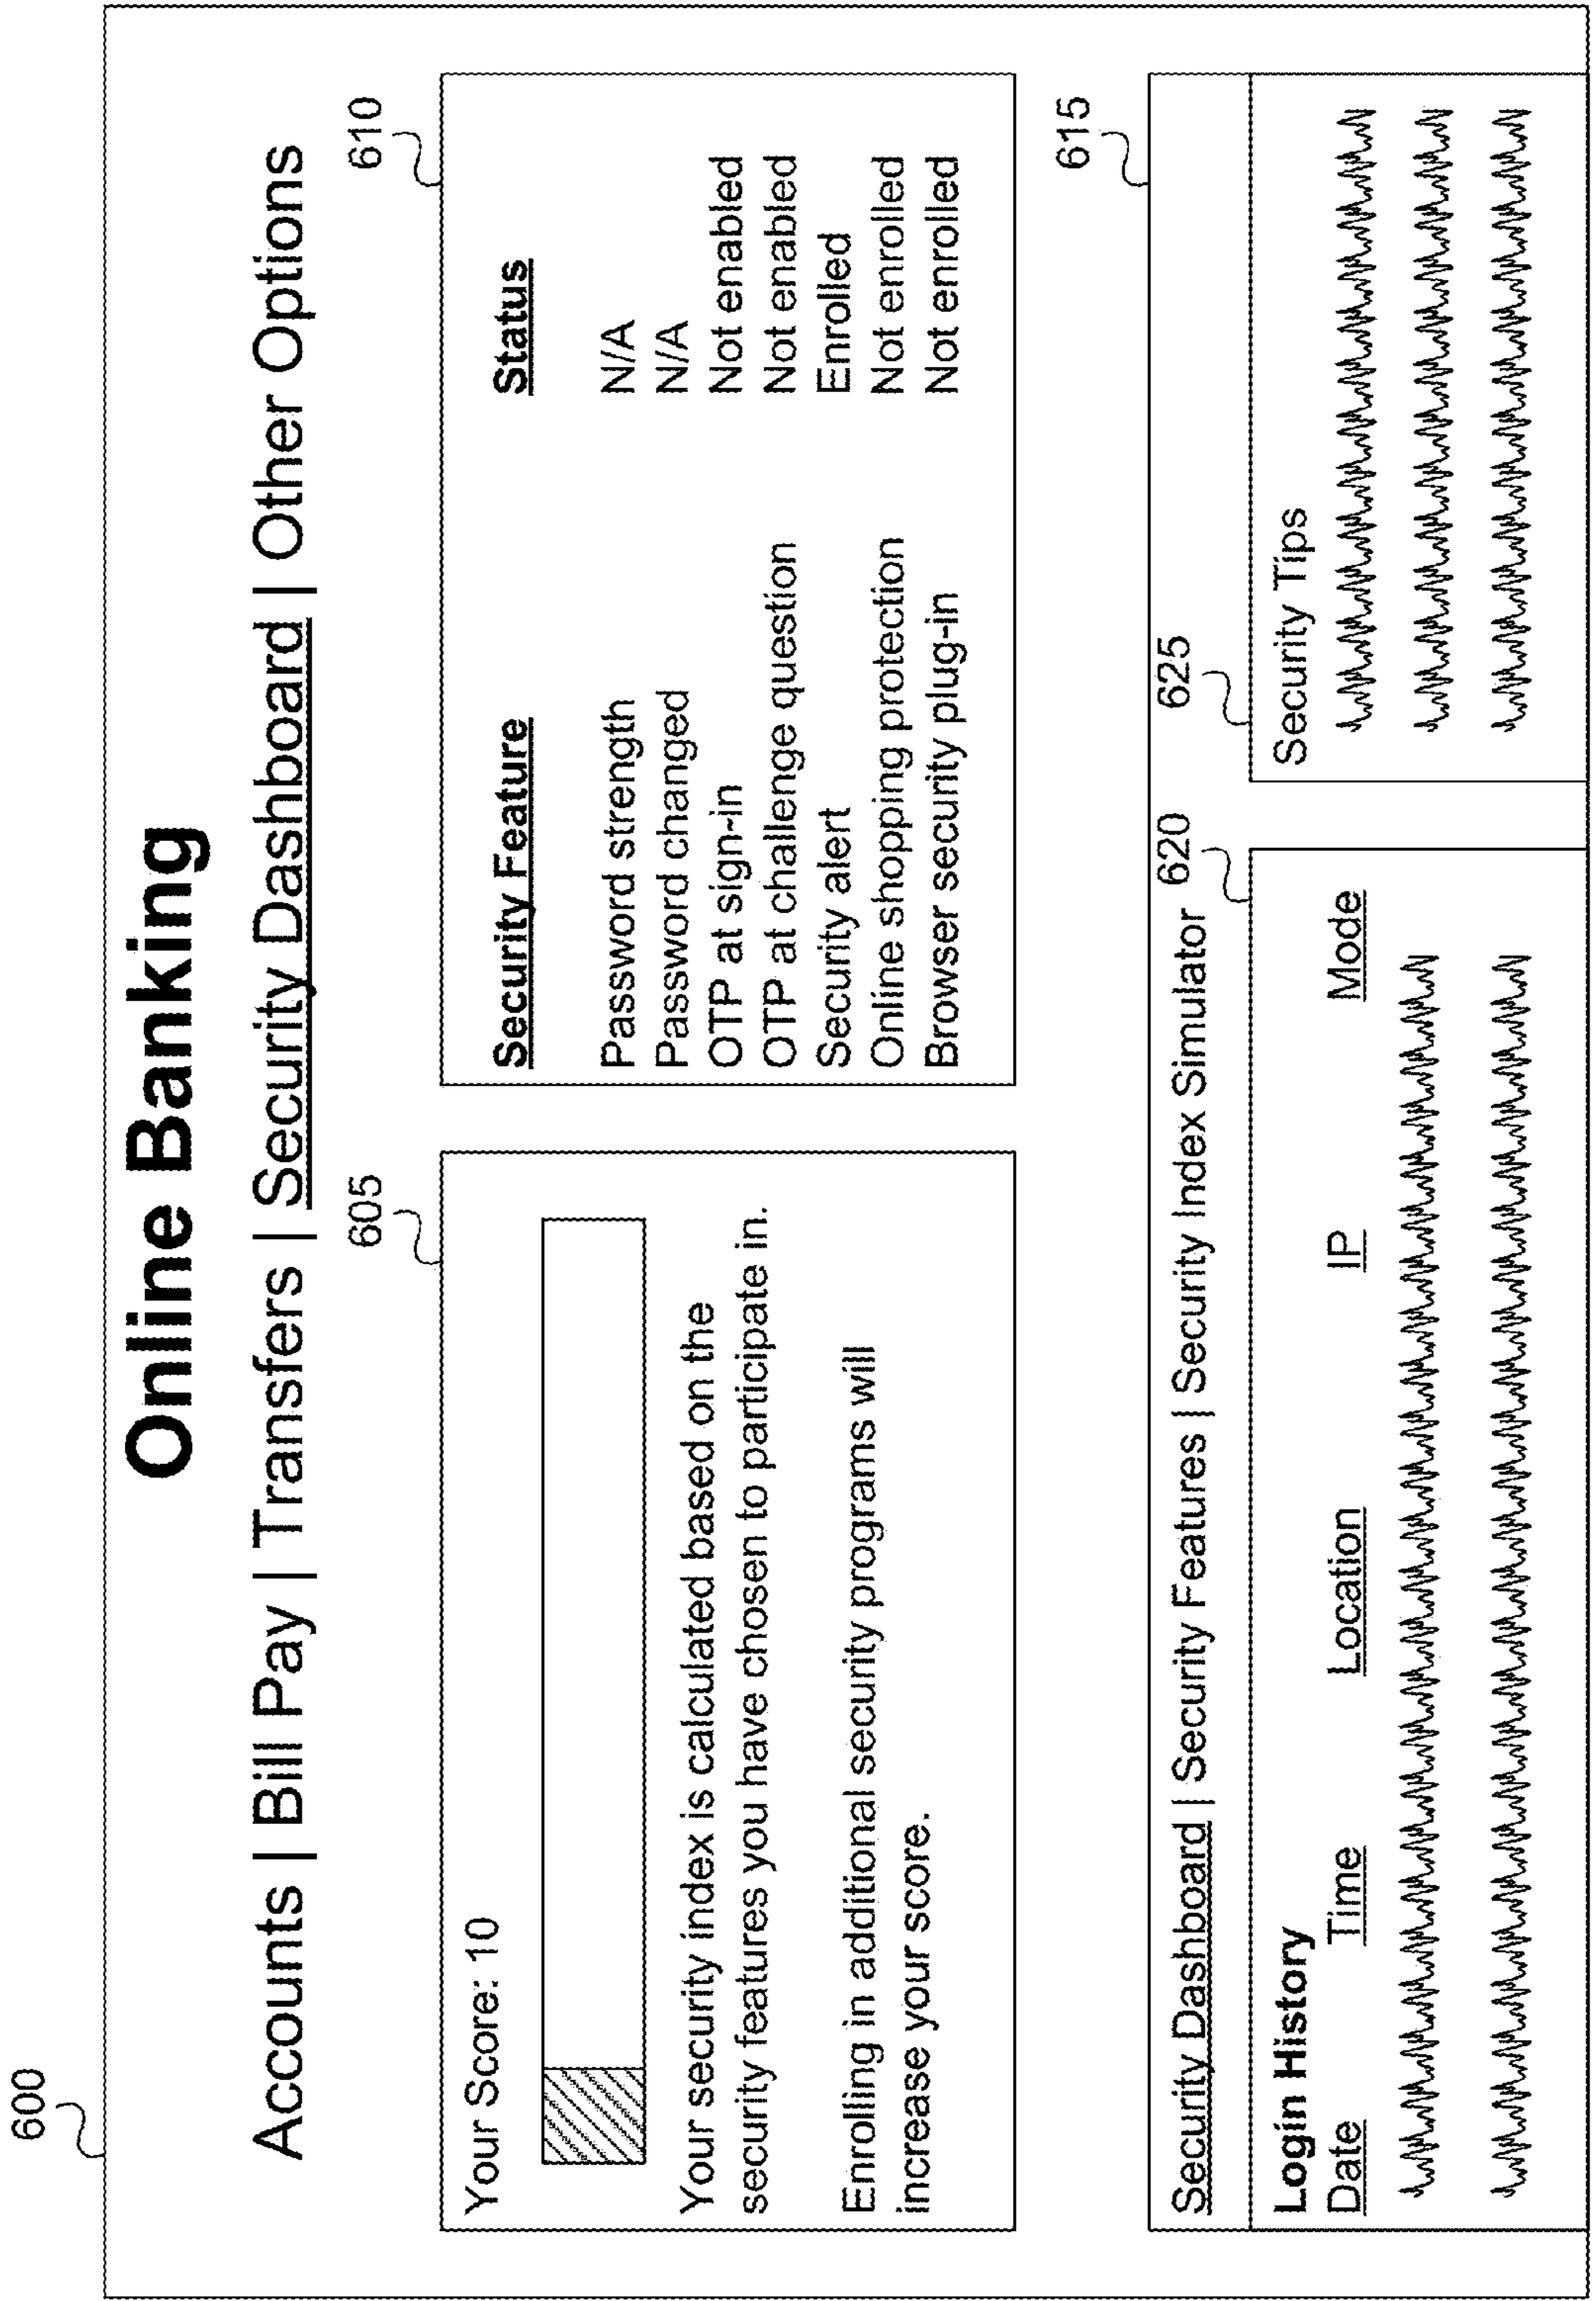 600
Online Banking
Accounts | Bill Pay | Transfers | Security Dashboard | Other Options
605
Your Score: 10
Your security index is calculated based on the
security features you have chosen to participate in.
Enrolling in additional security programs will
increase your score.
610
Security Feature Status
Password strength N/A
Password changed N/A
OTP at sign-in Not enabled
OTP at challenge question Not enabled
Security alert Enrolled
Online shopping protection Not enrolled
Browser security plug-in Not enrolled
615
Security Dashboard | Security Features | Security Index Simulator
620
Login History
Date Time Location IP Mode
625
Security Tips